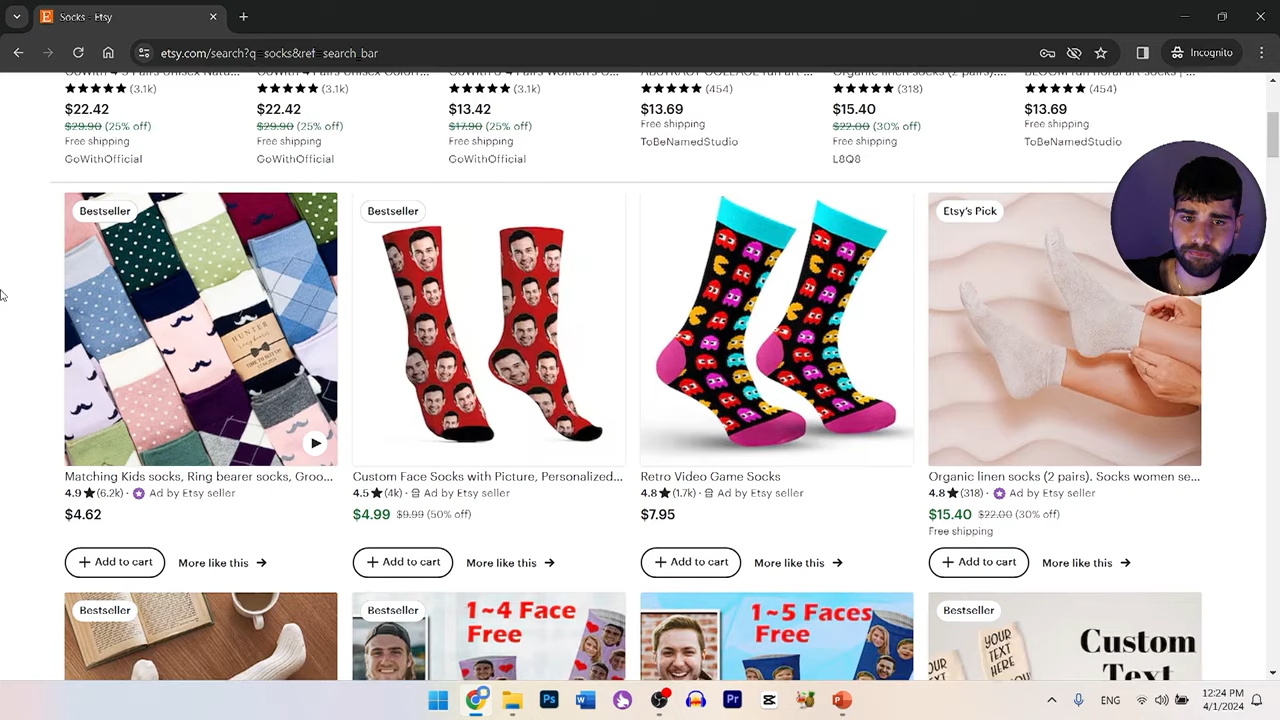 Socks - Etsy
etsy.com/search?q=socks&ref=search_bar
Incognito
(3.1k) (3.1k) (3.1k) (454) (318) (454)
$22.42 $22.42 $13.42 $13.69 $15.40 $13.69
$29.90 (25% off) $29.90 (25% off) $17.90 (25% off) Free shipping $22.00 (30% off) Free shipping
Free shipping Free shipping Free shipping ToBeNamedStudio Free shipping ToBeNamedStudio
GoWithOfficial GoWithOfficial GoWithOfficial L8Q8
Bestseller Bestseller Etsy's Pick
HUNTER
Matching Kids socks, Ring bearer socks, Groo... Custom Face Socks with Picture, Personalized... Retro Video Game Socks Organic linen socks (2 pairs). Socks women se...
4.9 (6.2k) · Ad by Etsy seller 4.5 (4k) · Ad by Etsy seller 4.8 (1.7k) · Ad by Etsy seller 4.8 (318) · Ad by Etsy seller
$4.62 $4.99 $9.99 (50% off) $7.95 $15.40 $22.00 (30% off)
Free shipping
+ Add to cart More like this → + Add to cart More like this → + Add to cart More like this → + Add to cart More like this →
Bestseller Bestseller 1~4 Face 1~5 Faces Bestseller
Free Free Custom
YOUR
TEXT
HERE
YOUR
Text
ENG 12:24 PM
4/1/2024